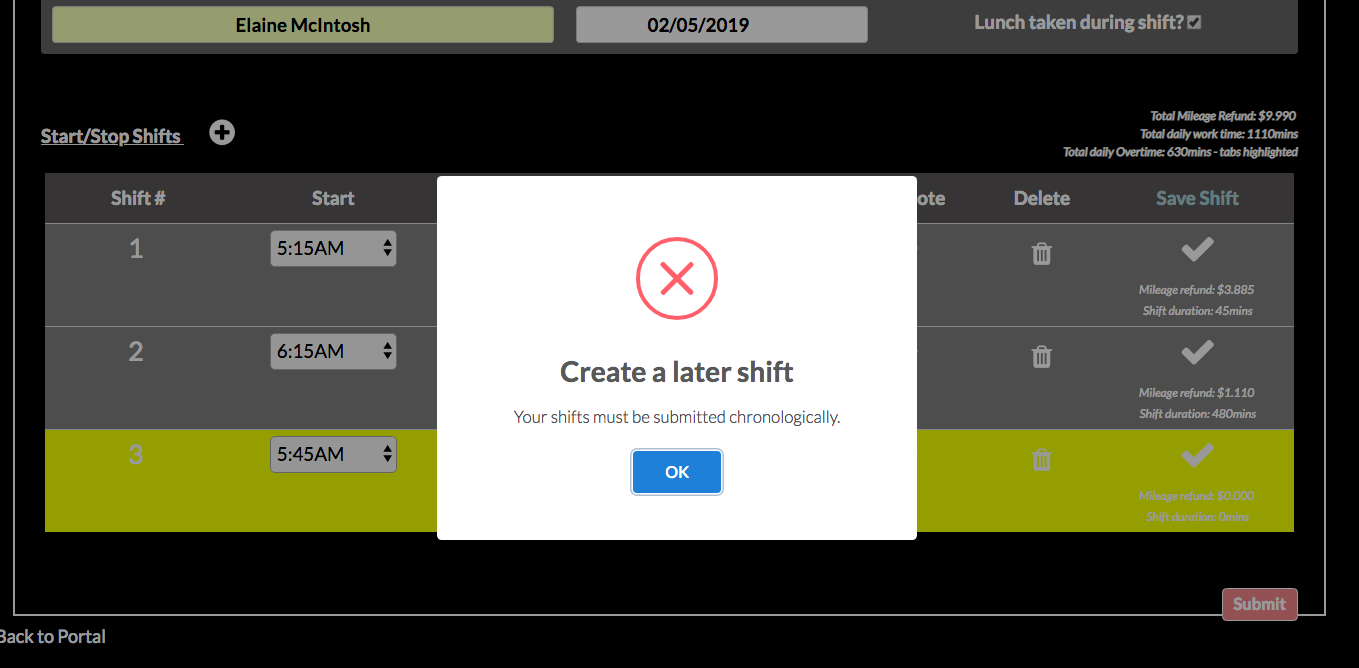 Elaine McIntosh
02/05/2019
Lunch taken during shift?
Start/Stop Shifts
Total Mileage Refund: $9.990
Total daily work time: 1110mins
Total daily Overtime: 630mins - tabs highlighted
Shift # Start ote Delete Save Shift
1 5:15AM
Mileage refund: $3.885
Shift duration: 45mins
2 6:15AM
Mileage refund: $1.110
Shift duration: 480mins
3 5:45AM
Mileage refund: $0.000
Shift duration: 0mins
Create a later shift
Your shifts must be submitted chronologically.
OK
Submit
Back to Portal